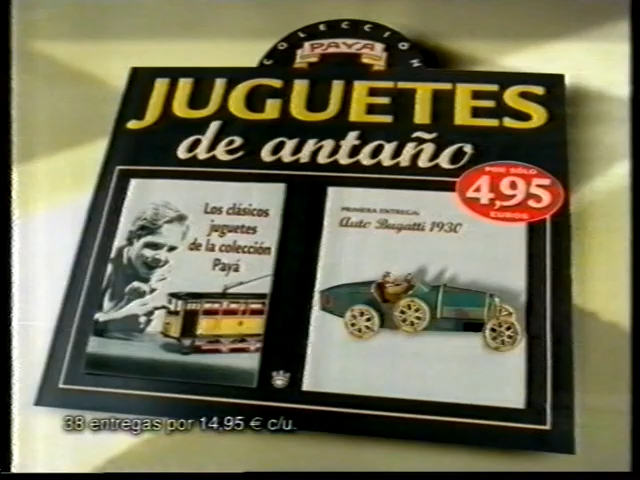 COLECCIÓN
PAYÁ
JUGUETES
de antaño
POR SÓLO
4,95
EUROS
Los clásicos
juguetes
de la colección
Payá
PRIMERA ENTREGA:
Auto Bugatti 1930
38 entregas por 14,95 € c/u.